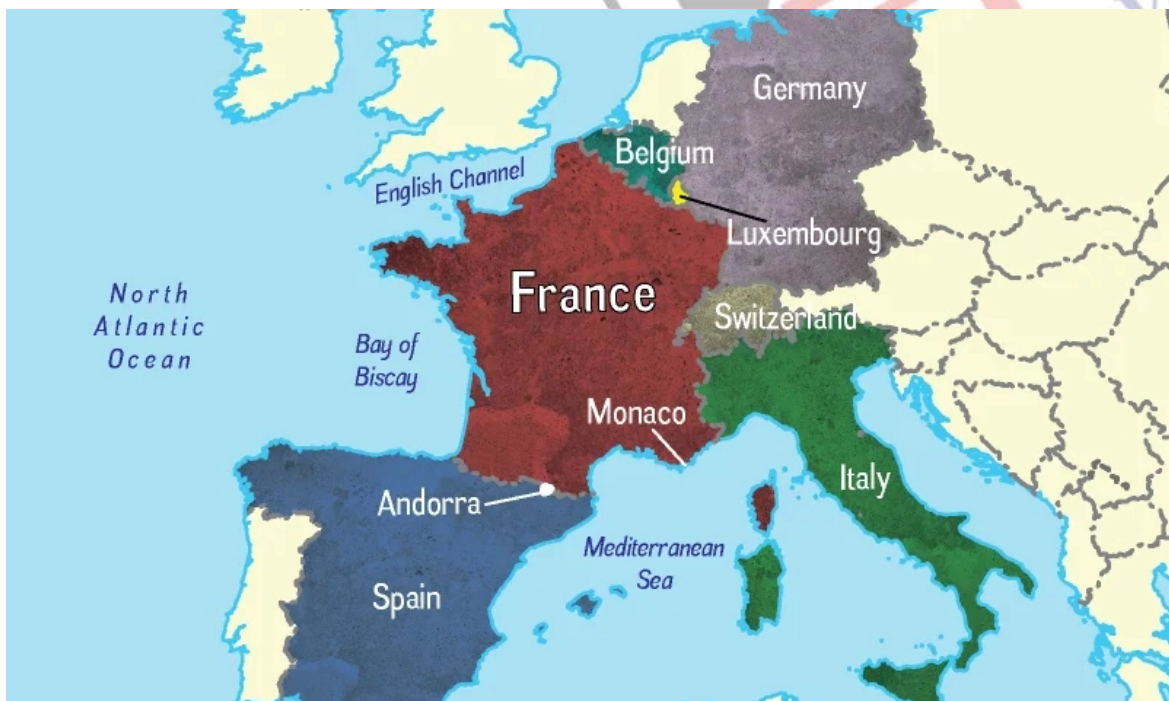 Germany
Belgium
English Channel
Luxembourg
France
North
Atlantic
Ocean
Switzerland
Bay of
Biscay
Monaco
Italy
Andorra
Mediterranean
Sea
Spain